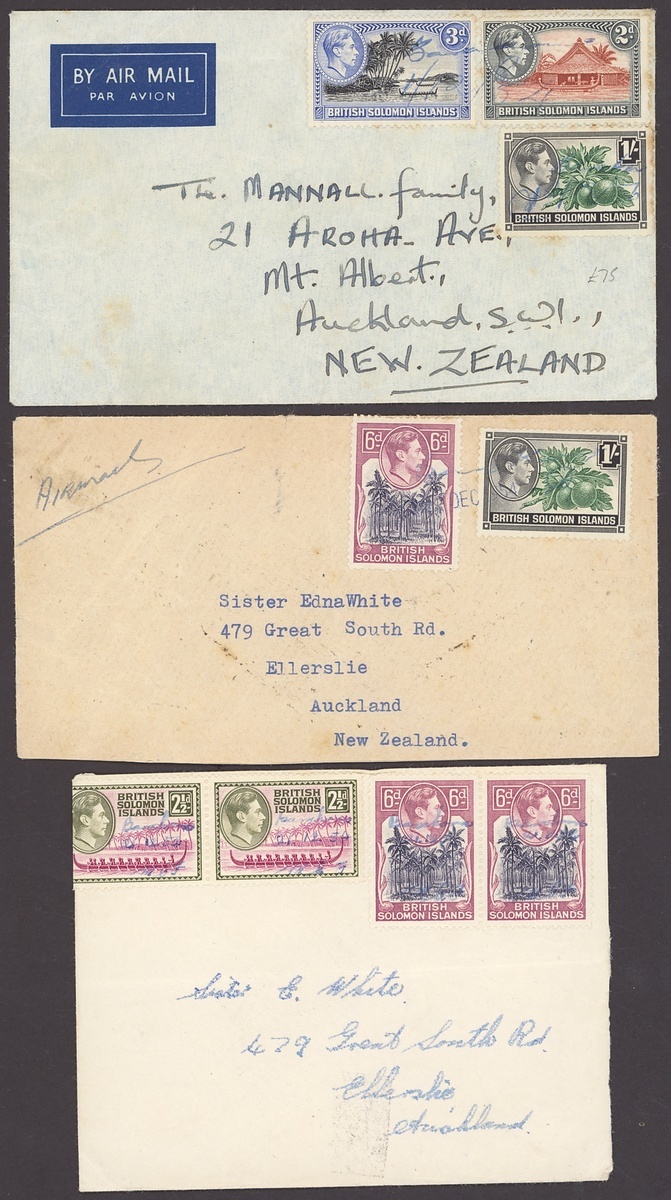 BY AIR MAIL
PAR AVION
3d
BRITISH SOLOMON ISLANDS
2d
BRITISH SOLOMON ISLANDS
1/-
BRITISH SOLOMON ISLANDS
The. MANNALL. family,
21 AROHA- AVE.,
Mt. Albert.,
£75
Auckland, S.W.1.,
NEW. ZEALAND
Airmail
6d 6d
BRITISH
SOLOMON ISLANDS
DEC
1/-
BRITISH SOLOMON ISLANDS
Sister EdnaWhite
479 Great South Rd.
Ellerslie
Auckland
New Zealand.
BRITISH
SOLOMON
ISLANDS
2½d
BRITISH
SOLOMON
ISLANDS
2½d
6d 6d
BRITISH
SOLOMON ISLANDS
6d 6d
BRITISH
SOLOMON ISLANDS
Sister E. White.
479 Great South Rd.
Ellerslie
Auckland.